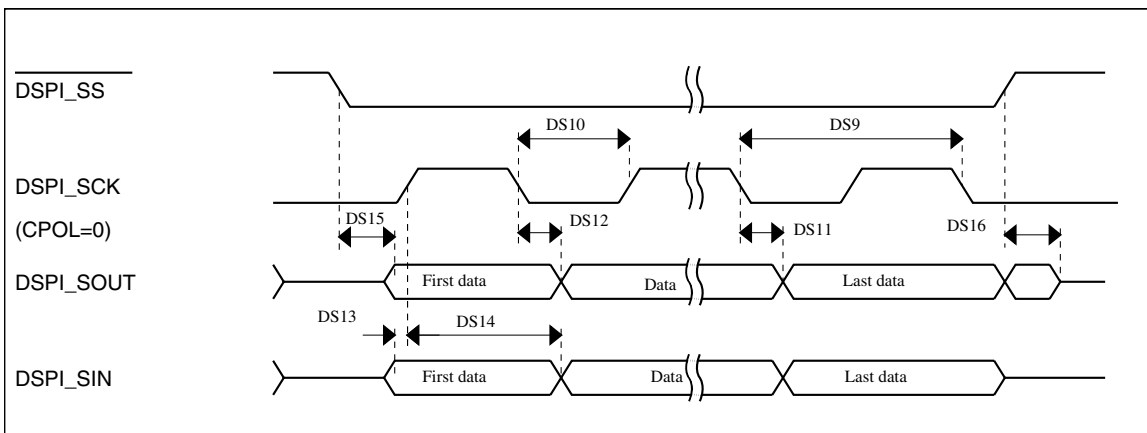 DSPI_SS
DS10
DS9
DSPI_SCK
(CPOL=0)
DS15
DS12
DS11
DS16
DSPI_SOUT
First data
Data
Last data
DS13
DS14
DSPI_SIN
First data
Data
Last data